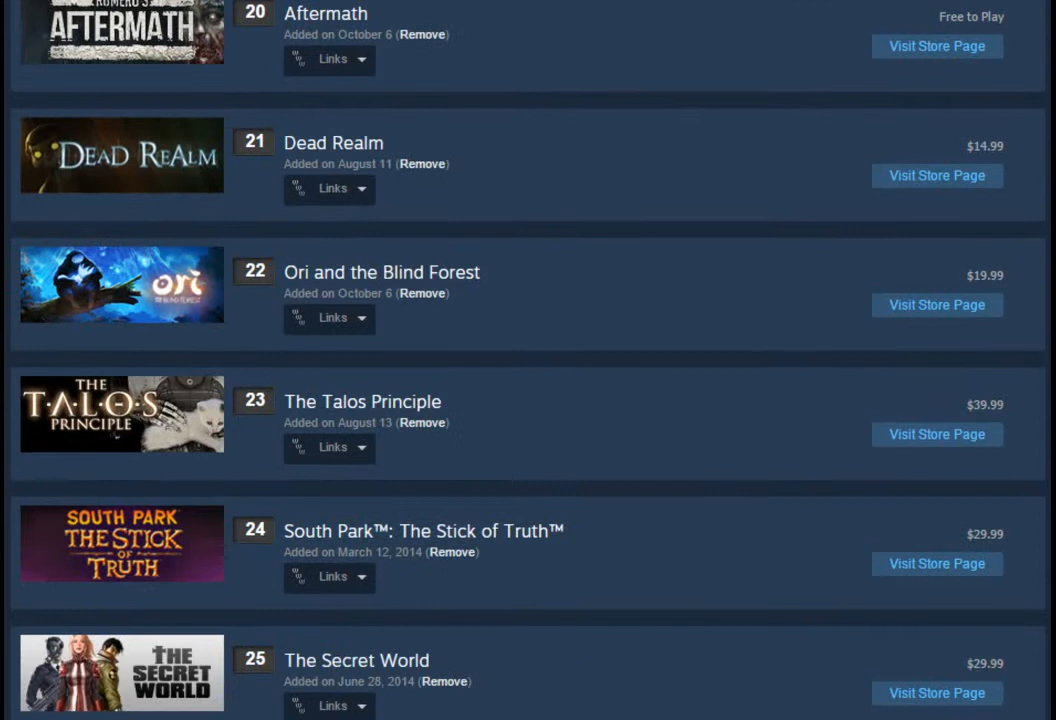 ROMERO'S
AFTERMATH
20
Aftermath
Free to Play
Added on October 6 (Remove)
Visit Store Page
Links
DEAD REALM
21
Dead Realm
$14.99
Added on August 11 (Remove)
Visit Store Page
Links
ori
22
Ori and the Blind Forest
$19.99
Added on October 6 (Remove)
Visit Store Page
Links
THE
TALOS
PRINCIPLE
23
The Talos Principle
$39.99
Added on August 13 (Remove)
Visit Store Page
Links
SOUTH PARK
THE STICK
OF
TRUTH
24
South Park™: The Stick of Truth™
$29.99
Added on March 12, 2014 (Remove)
Visit Store Page
Links
THE
SECRET
WORLD
25
The Secret World
$29.99
Added on June 28, 2014 (Remove)
Visit Store Page
Links